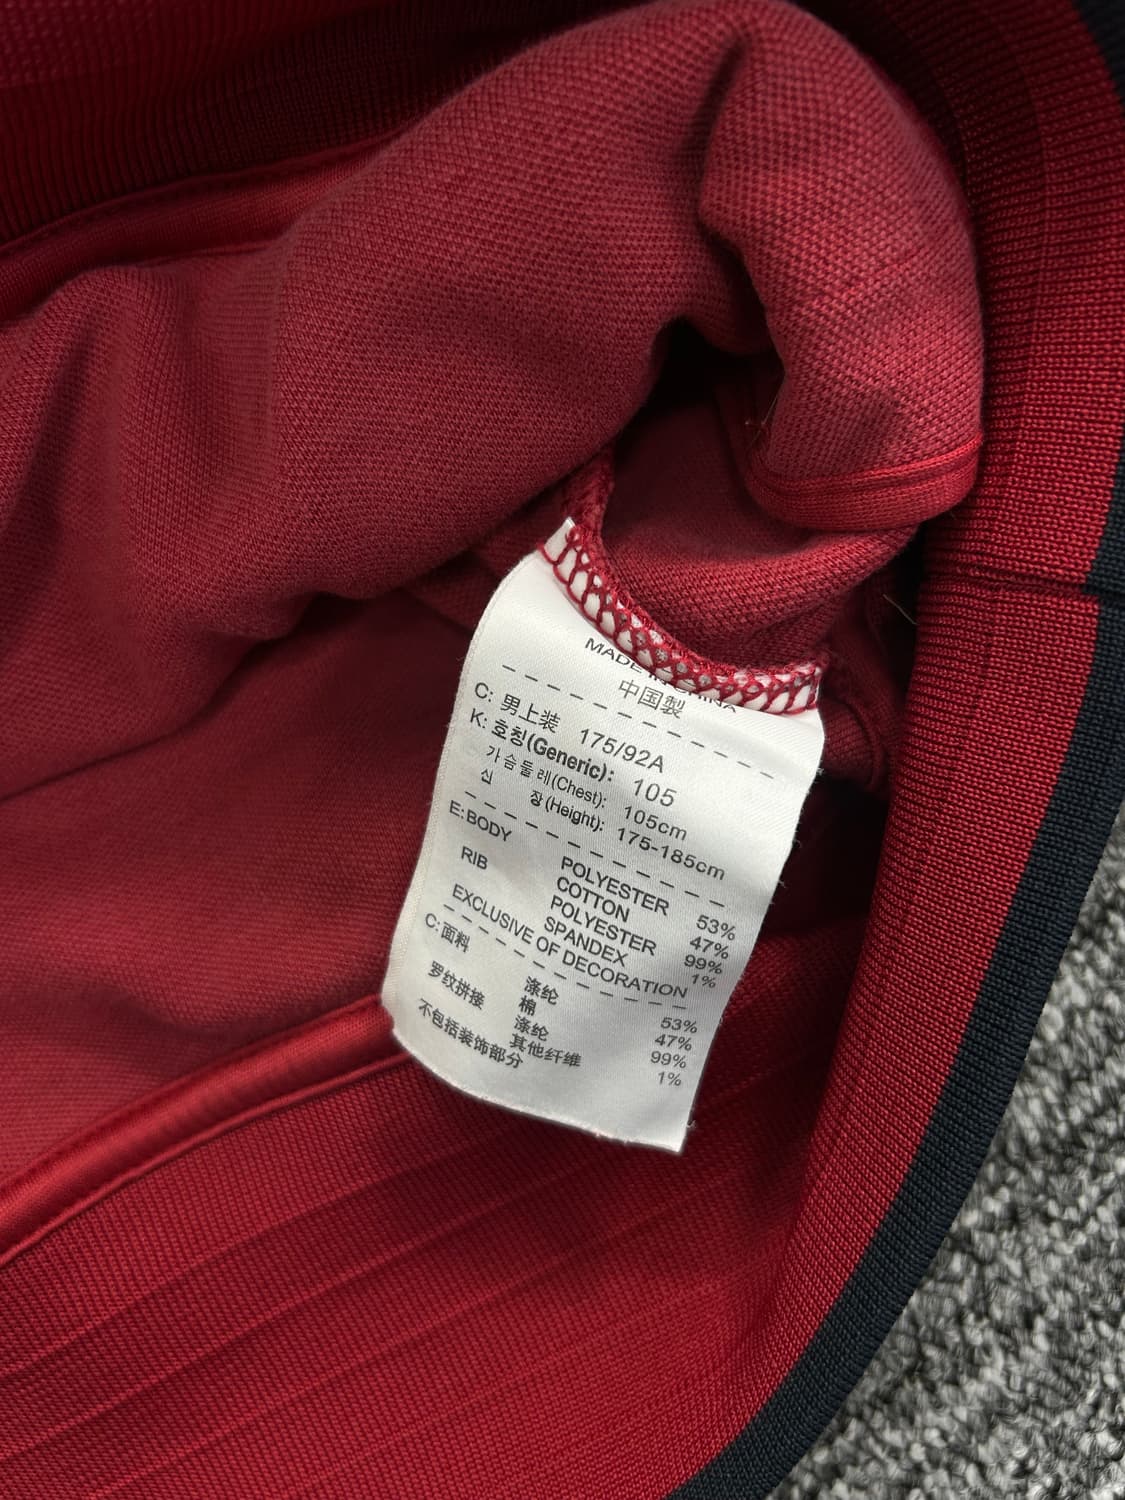 MADE IN CHINA
中国製
C: 男上装 175/92A
K: 호칭(Generic): 105
가슴둘레(Chest): 105cm
신 장(Height): 175-185cm
E:BODY POLYESTER 53%
COTTON 47%
RIB POLYESTER 99%
SPANDEX 1%
EXCLUSIVE OF DECORATION
C:面料 涤纶 53%
棉 47%
罗纹拼接 涤纶 99%
其他纤维 1%
不包括装饰部分